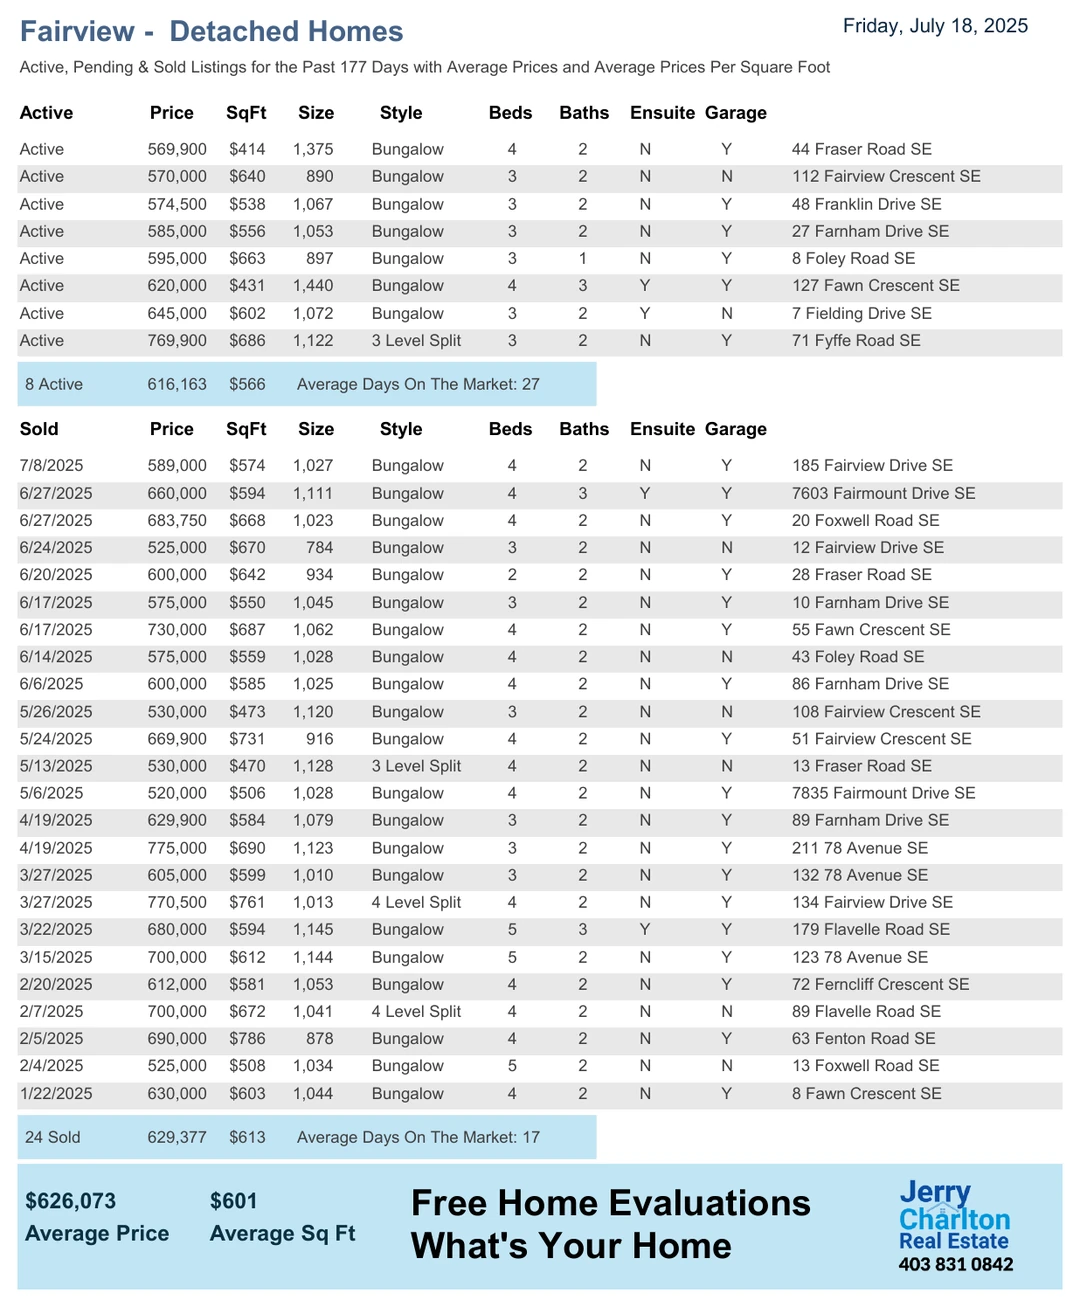 Fairview - Detached Homes
Friday, July 18, 2025
Active, Pending & Sold Listings for the Past 177 Days with Average Prices and Average Prices Per Square Foot
Active Price SqFt Size Style Beds Baths Ensuite Garage
Active 569,900 $414 1,375 Bungalow 4 2 N Y 44 Fraser Road SE
Active 570,000 $640 890 Bungalow 3 2 N N 112 Fairview Crescent SE
Active 574,500 $538 1,067 Bungalow 3 2 N Y 48 Franklin Drive SE
Active 585,000 $556 1,053 Bungalow 3 2 N Y 27 Farnham Drive SE
Active 595,000 $663 897 Bungalow 3 1 N Y 8 Foley Road SE
Active 620,000 $431 1,440 Bungalow 4 3 Y Y 127 Fawn Crescent SE
Active 645,000 $602 1,072 Bungalow 3 2 Y N 7 Fielding Drive SE
Active 769,900 $686 1,122 3 Level Split 3 2 N Y 71 Fyffe Road SE
8 Active 616,163 $566 Average Days On The Market: 27
Sold Price SqFt Size Style Beds Baths Ensuite Garage
7/8/2025 589,000 $574 1,027 Bungalow 4 2 N Y 185 Fairview Drive SE
6/27/2025 660,000 $594 1,111 Bungalow 4 3 Y Y 7603 Fairmount Drive SE
6/27/2025 683,750 $668 1,023 Bungalow 4 2 N Y 20 Foxwell Road SE
6/24/2025 525,000 $670 784 Bungalow 3 2 N N 12 Fairview Drive SE
6/20/2025 600,000 $642 934 Bungalow 2 2 N Y 28 Fraser Road SE
6/17/2025 575,000 $550 1,045 Bungalow 3 2 N Y 10 Farnham Drive SE
6/17/2025 730,000 $687 1,062 Bungalow 4 2 N Y 55 Fawn Crescent SE
6/14/2025 575,000 $559 1,028 Bungalow 4 2 N N 43 Foley Road SE
6/6/2025 600,000 $585 1,025 Bungalow 4 2 N Y 86 Farnham Drive SE
5/26/2025 530,000 $473 1,120 Bungalow 3 2 N N 108 Fairview Crescent SE
5/24/2025 669,900 $731 916 Bungalow 4 2 N Y 51 Fairview Crescent SE
5/13/2025 530,000 $470 1,128 3 Level Split 4 2 N N 13 Fraser Road SE
5/6/2025 520,000 $506 1,028 Bungalow 4 2 N Y 7835 Fairmount Drive SE
4/19/2025 629,900 $584 1,079 Bungalow 3 2 N Y 89 Farnham Drive SE
4/19/2025 775,000 $690 1,123 Bungalow 3 2 N Y 211 78 Avenue SE
3/27/2025 605,000 $599 1,010 Bungalow 3 2 N Y 132 78 Avenue SE
3/27/2025 770,500 $761 1,013 4 Level Split 4 2 N Y 134 Fairview Drive SE
3/22/2025 680,000 $594 1,145 Bungalow 5 3 Y Y 179 Flavelle Road SE
3/15/2025 700,000 $612 1,144 Bungalow 5 2 N Y 123 78 Avenue SE
2/20/2025 612,000 $581 1,053 Bungalow 4 2 N Y 72 Ferncliff Crescent SE
2/7/2025 700,000 $672 1,041 4 Level Split 4 2 N N 89 Flavelle Road SE
2/5/2025 690,000 $786 878 Bungalow 4 2 N Y 63 Fenton Road SE
2/4/2025 525,000 $508 1,034 Bungalow 5 2 N N 13 Foxwell Road SE
1/22/2025 630,000 $603 1,044 Bungalow 4 2 N Y 8 Fawn Crescent SE
24 Sold 629,377 $613 Average Days On The Market: 17
$626,073 $601
Average Price Average Sq Ft
Free Home Evaluations
What's Your Home
Jerry
Charlton
Real Estate
403 831 0842